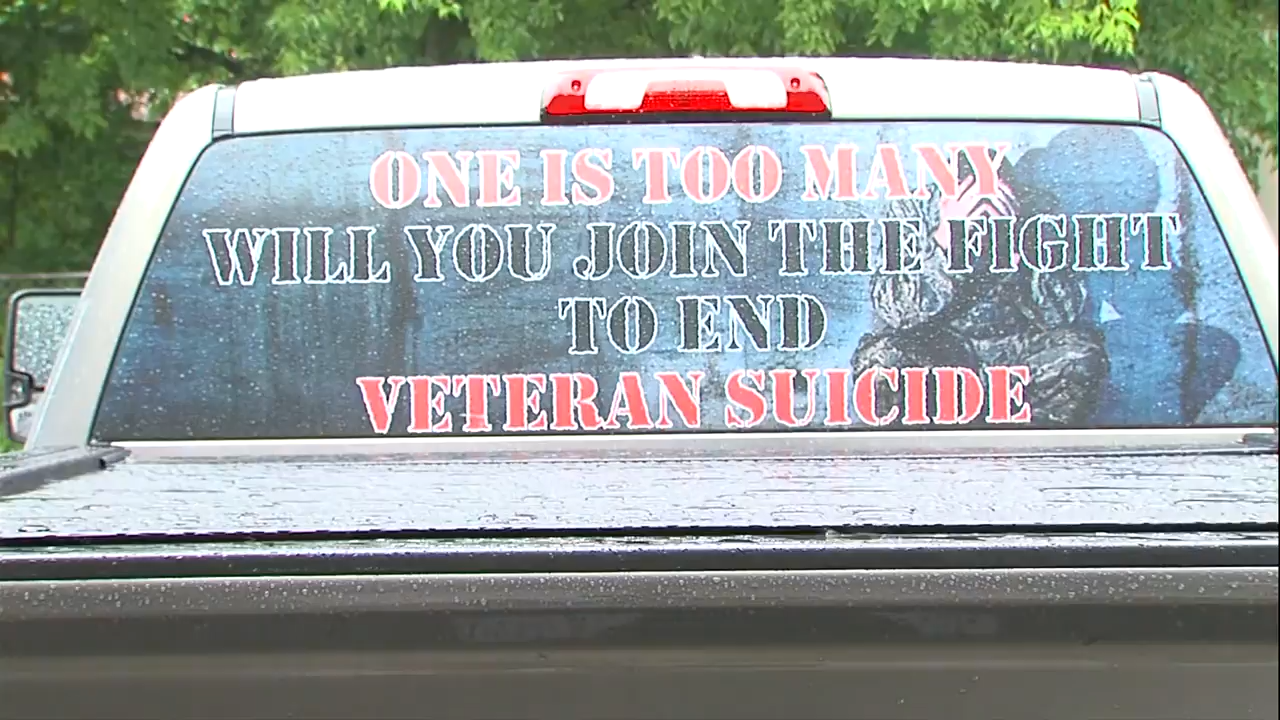 ONE IS TOO MANY
WILL YOU JOIN THE FIGHT
TO END
VETERAN SUICIDE